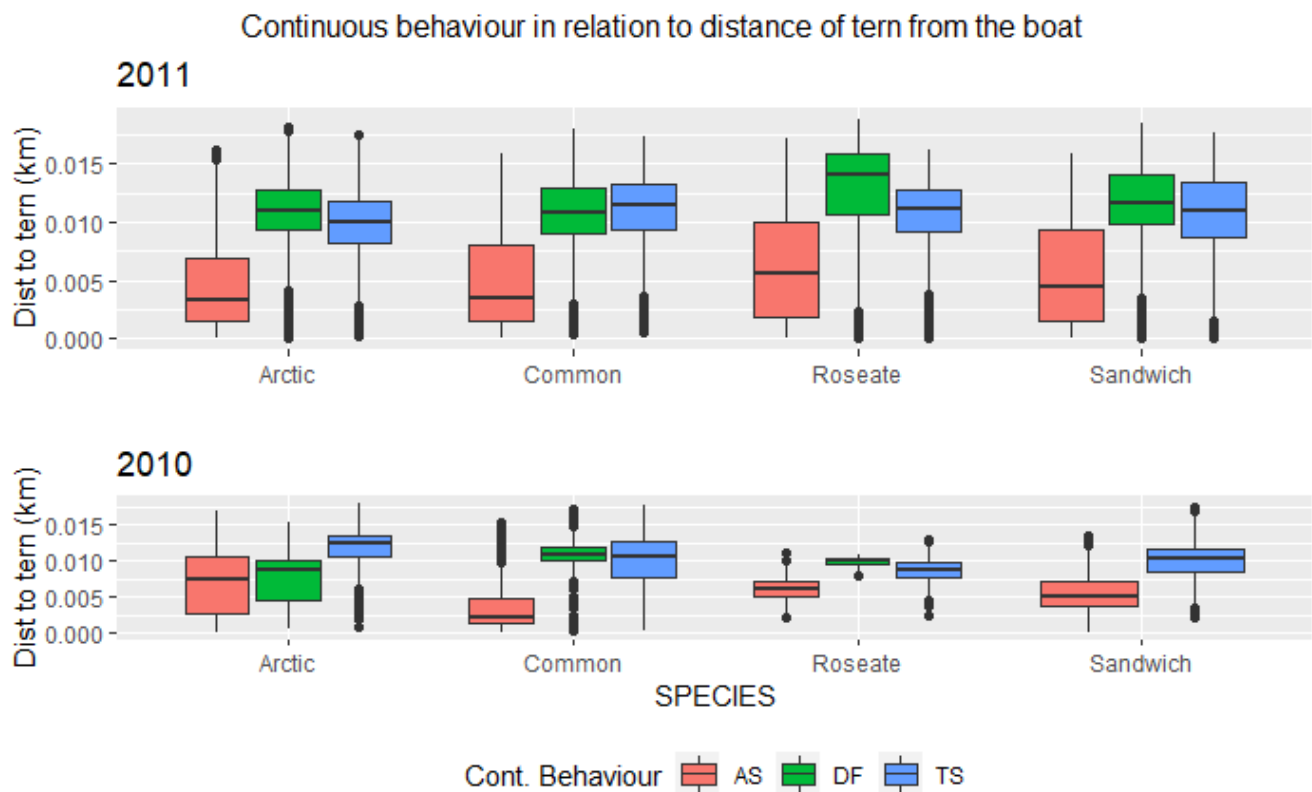 Continuous behaviour in relation to distance of tern from the boat
2011
Dist to tern (km)
0.015
0.010
0.005
0.000
Arctic Common Roseate Sandwich
2010
Dist to tern (km)
0.015
0.010
0.005
0.000
Arctic Common Roseate Sandwich
SPECIES
Cont. Behaviour AS DF TS